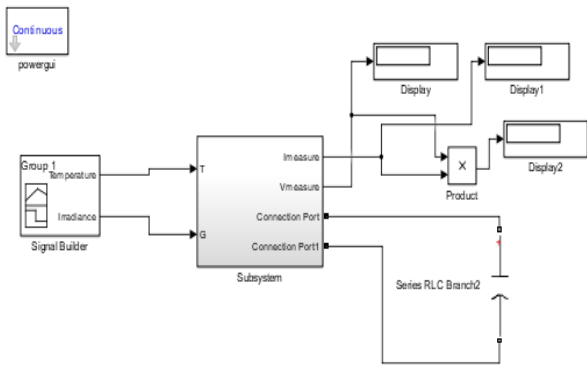 Continuous
powergui
Display
Display1
Display2
Group 1
Temperature
Irradiance
Signal Builder
T
G
Imeasure
Vmeasure
Connection Port
Connection Port1
Subsystem
×
Product
Series RLC Branch2
+